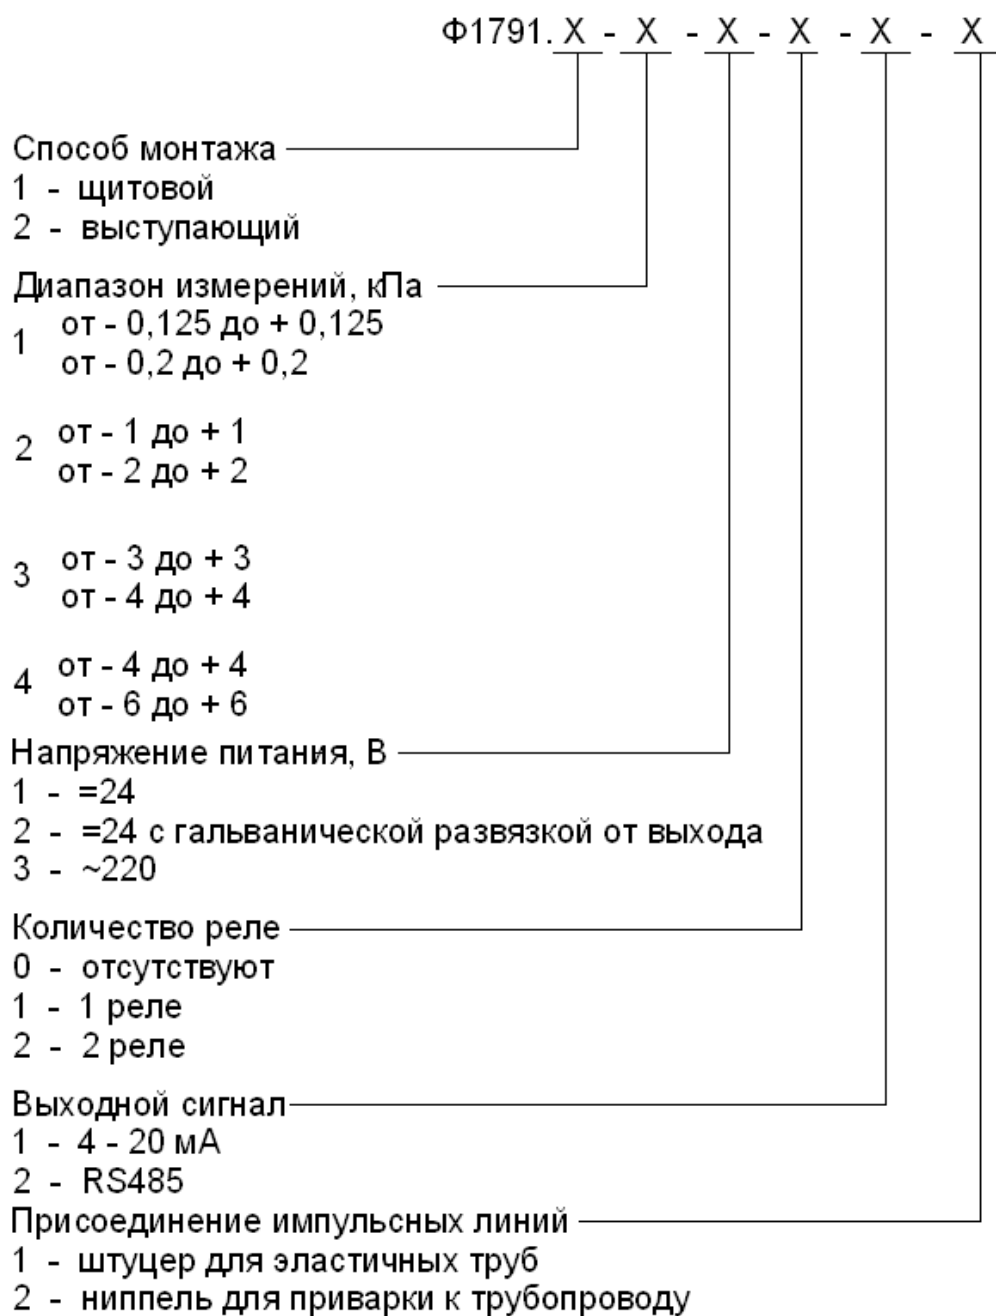 Ф1791. X - X - X - X - X - X
Способ монтажа
1 - щитовой
2 - выступающий
Диапазон измерений, кПа
1 от - 0,125 до + 0,125
от - 0,2 до + 0,2
2 от - 1 до + 1
от - 2 до + 2
3 от - 3 до + 3
от - 4 до + 4
4 от - 4 до + 4
от - 6 до + 6
Напряжение питания, В
1 - =24
2 - =24 с гальванической развязкой от выхода
3 - ~220
Количество реле
0 - отсутствуют
1 - 1 реле
2 - 2 реле
Выходной сигнал
1 - 4 - 20 мА
2 - RS485
Присоединение импульсных линий
1 - штуцер для эластичных труб
2 - ниппель для приварки к трубопроводу